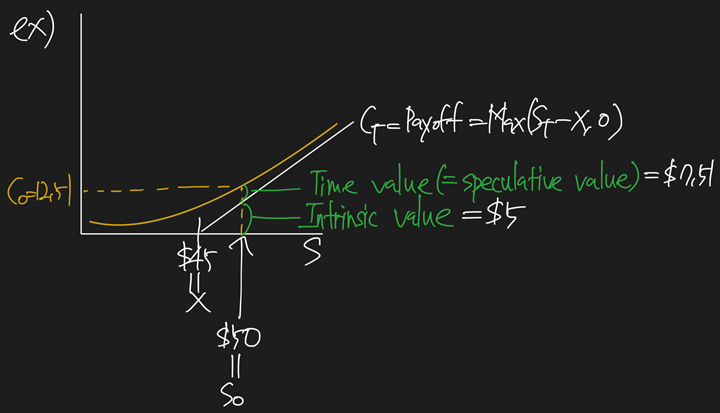 ex)
C_T = Payoff = Max(S_T - X, 0)
C_0 = 12.51
Time value (= speculative value) = $7.51
Intrinsic value = $5
$45
S
||
X
$50
||
S_0